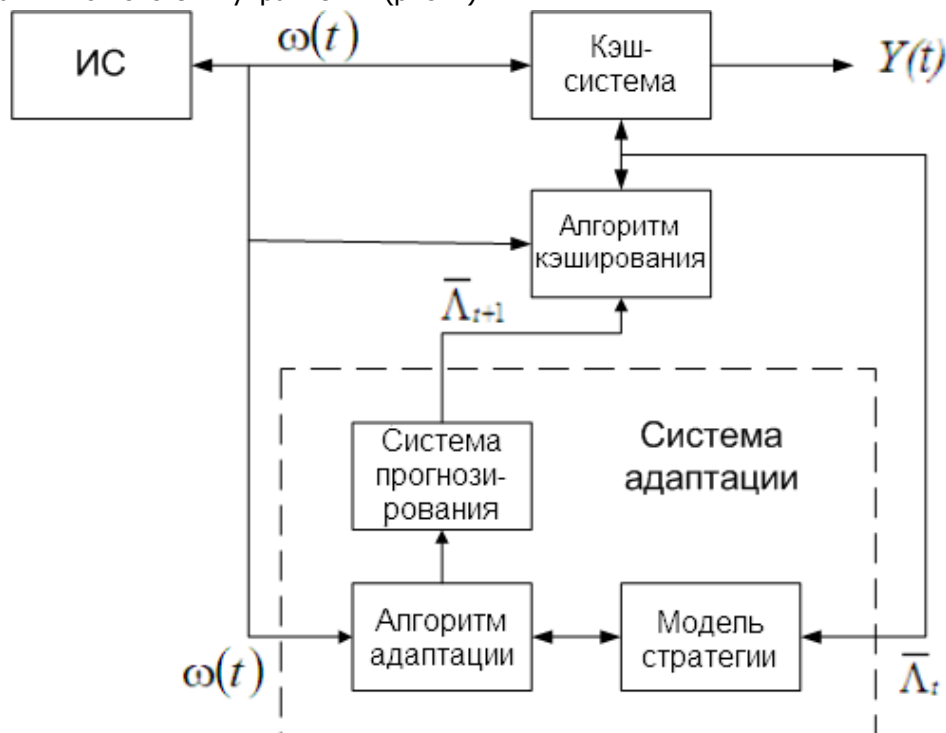 ИС
ω(t)
Кэш-
система
Y(t)
Алгоритм
кэширования
Λ̅ₜ₊₁
Система
прогнози-
рования
Система
адаптации
Алгоритм
адаптации
Модель
стратегии
ω(t)
Λ̅ₜ